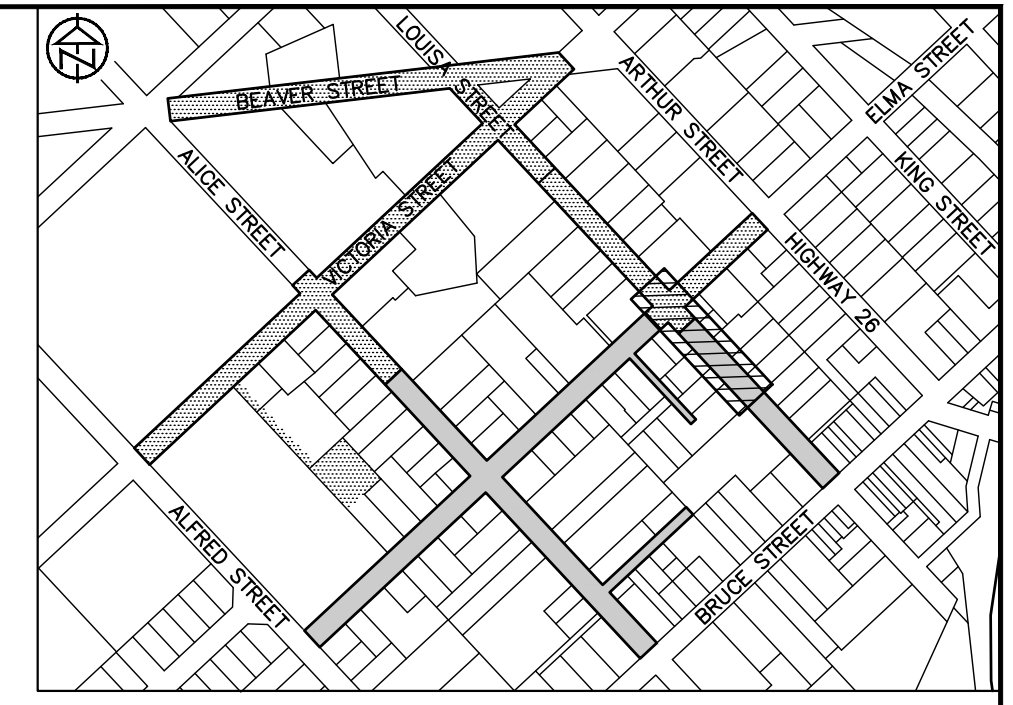 N
LOUISA STREET
BEAVER STREET
ARTHUR STREET
ELMA STREET
ALICE STREET
VICTORIA STREET
KING STREET
HIGHWAY 26
ALFRED STREET
BRUCE STREET